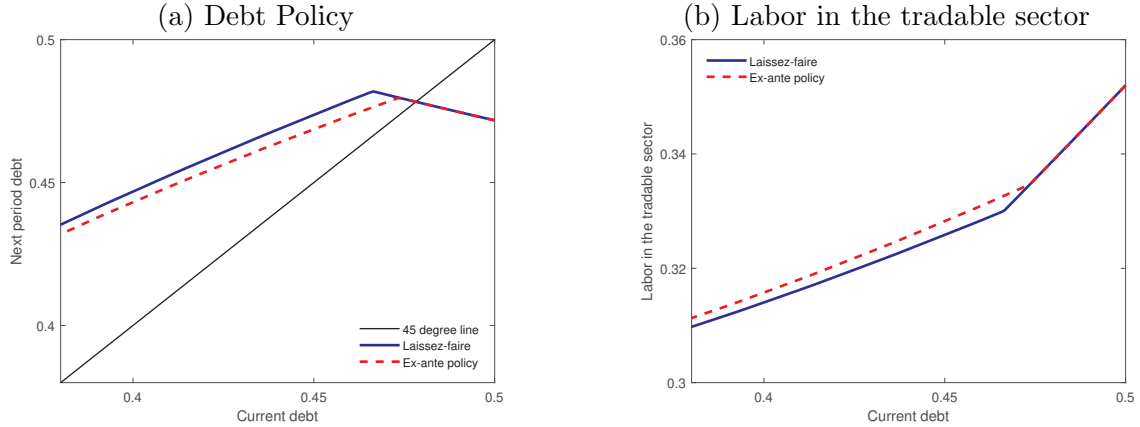 (a) Debt Policy
0.5
0.45
0.4
0.4
0.45
0.5
Next period debt
Current debt
45 degree line
Laissez-faire
Ex-ante policy
(b) Labor in the tradable sector
0.36
0.34
0.32
0.3
0.4
0.45
0.5
Labor in the tradable sector
Current debt
Laissez-faire
Ex-ante policy